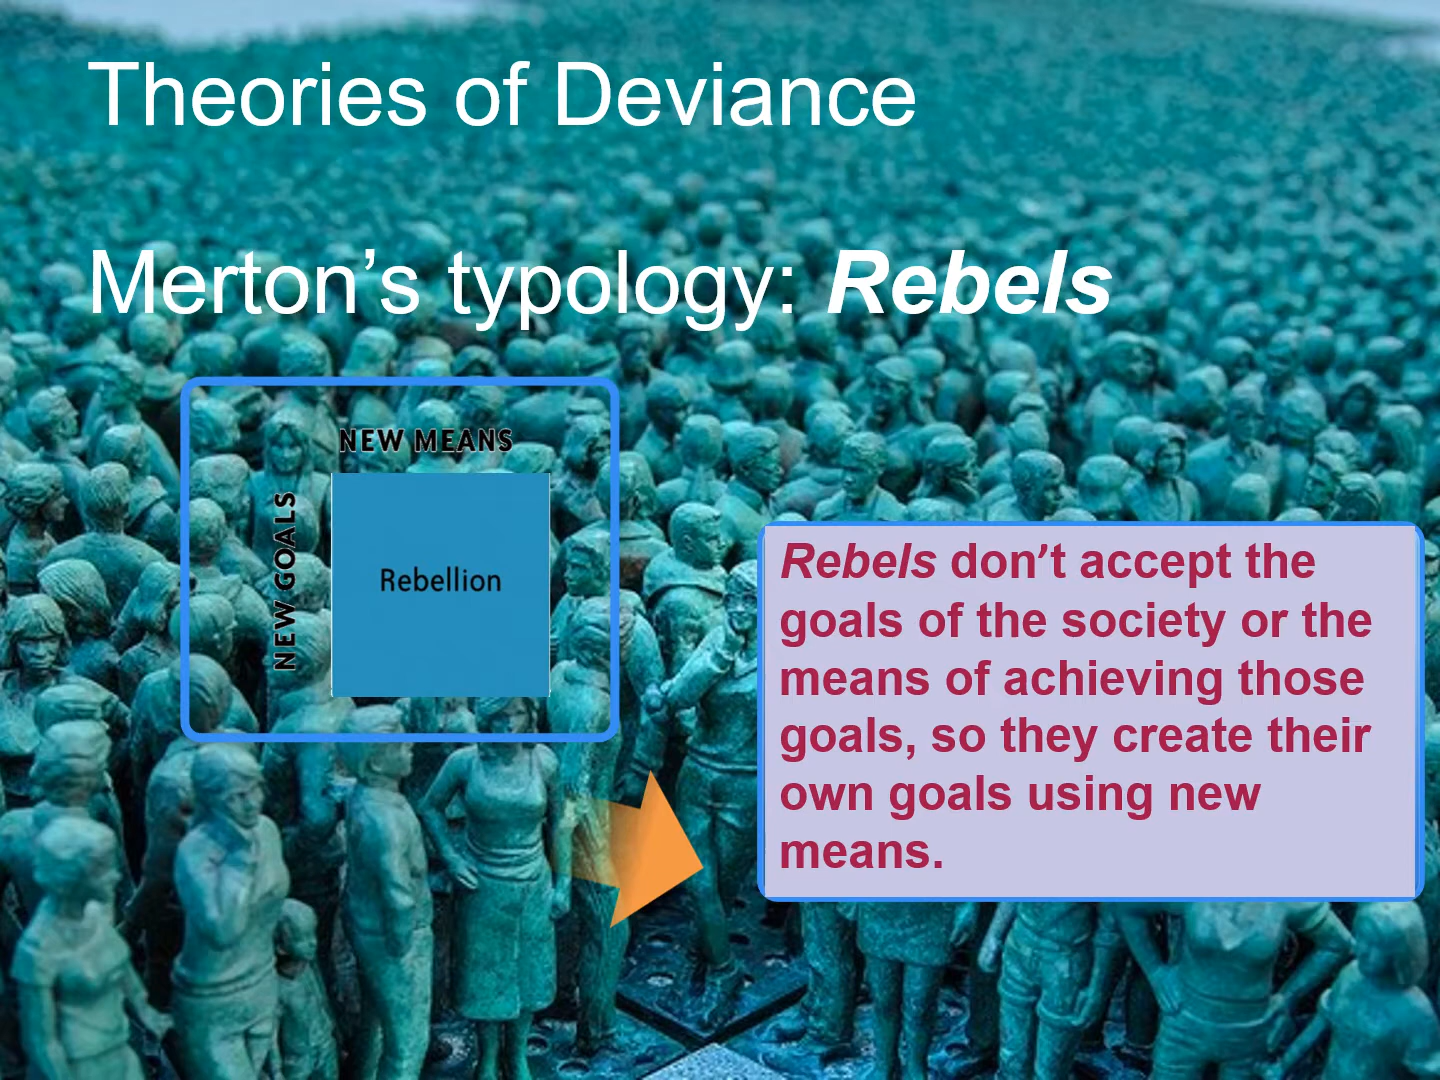 Theories of Deviance
Merton’s typology: Rebels
NEW MEANS
NEW GOALS
Rebellion
Rebels don’t accept the
goals of the society or the
means of achieving those
goals, so they create their
own goals using new
means.